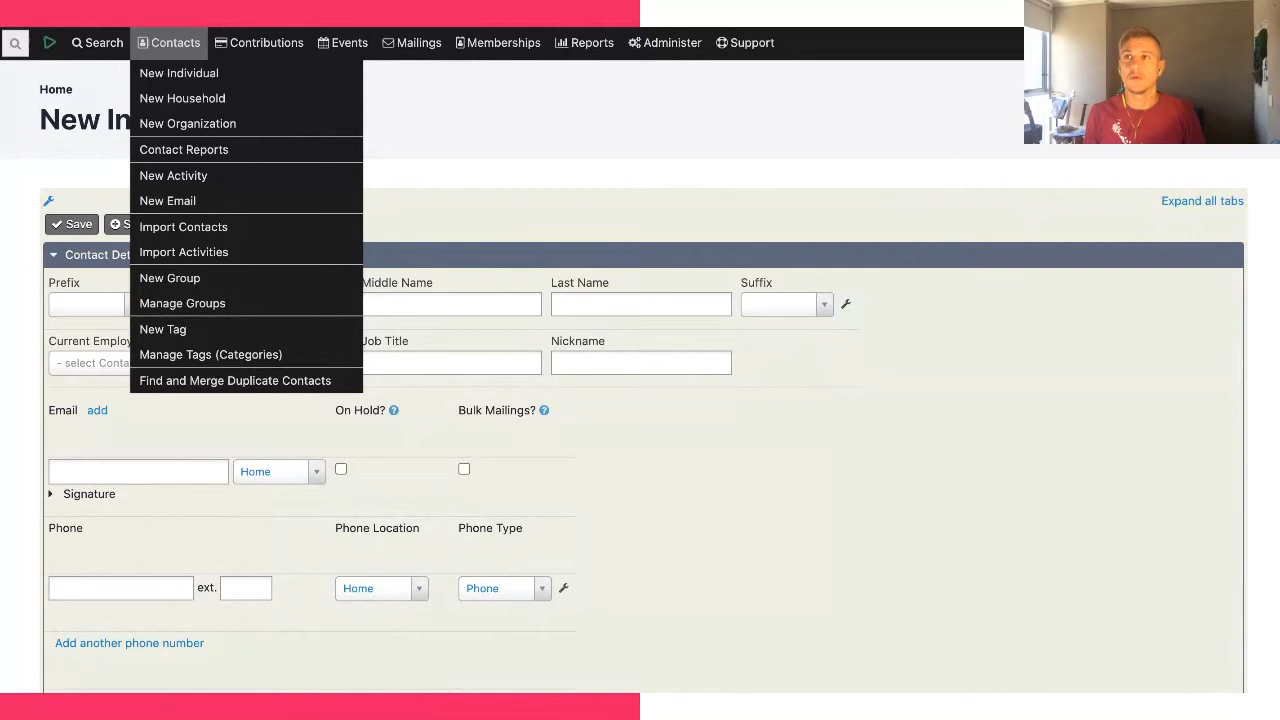 Search Contacts Contributions Events Mailings Memberships Reports Administer Support
New Individual
Home
New Household
New In
New Organization
Contact Reports
New Activity
New Email
Expand all tabs
Save
S
Import Contacts
Import Activities
Contact Det
New Group
Prefix
Middle Name
Last Name
Suffix
Manage Groups
New Tag
Current Employ
Job Title
Nickname
Manage Tags (Categories)
- select Conta
Find and Merge Duplicate Contacts
Email add
On Hold? ?
Bulk Mailings? ?
Home
Signature
Phone
Phone Location
Phone Type
ext.
Home
Phone
Add another phone number